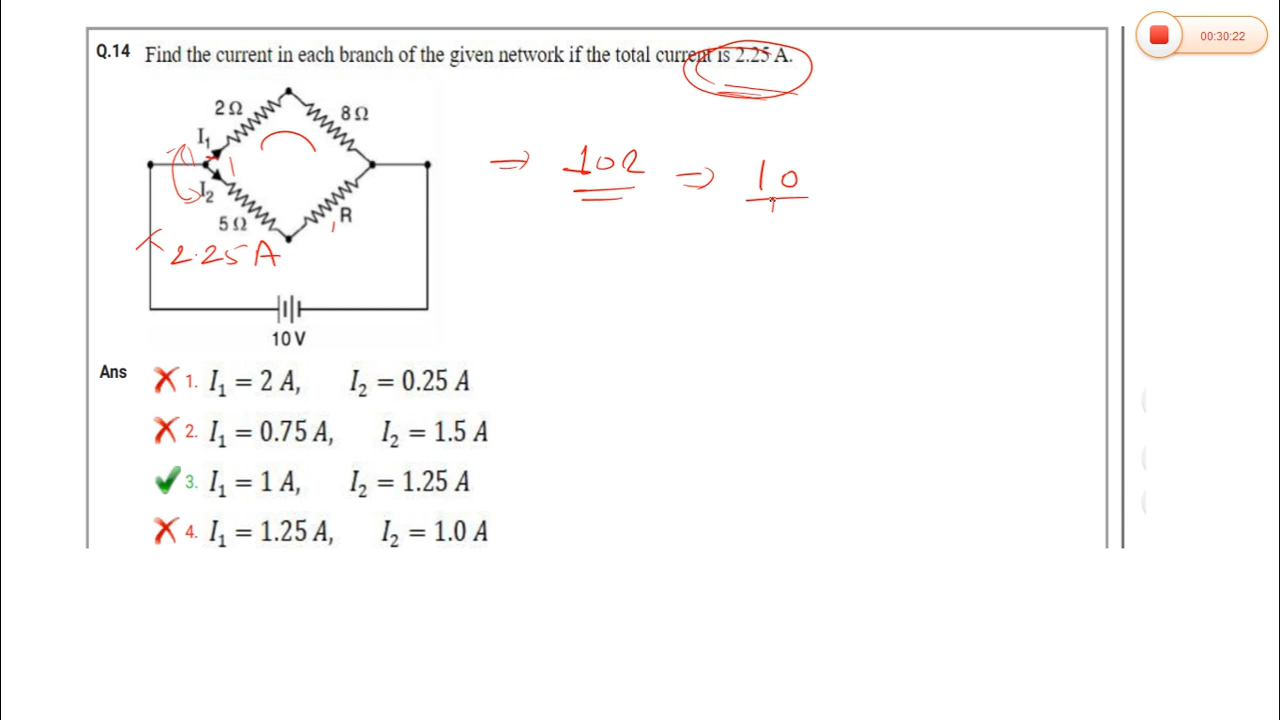 00:30:22
Q.14 Find the current in each branch of the given network if the total current is 2.25 A.
2 Ω
8 Ω
I₁
I₂
5 Ω
R
2.25 A
10 V
⇒ 10Ω ⇒ 10
Ans
1. I₁ = 2 A, I₂ = 0.25 A
2. I₁ = 0.75 A, I₂ = 1.5 A
3. I₁ = 1 A, I₂ = 1.25 A
4. I₁ = 1.25 A, I₂ = 1.0 A